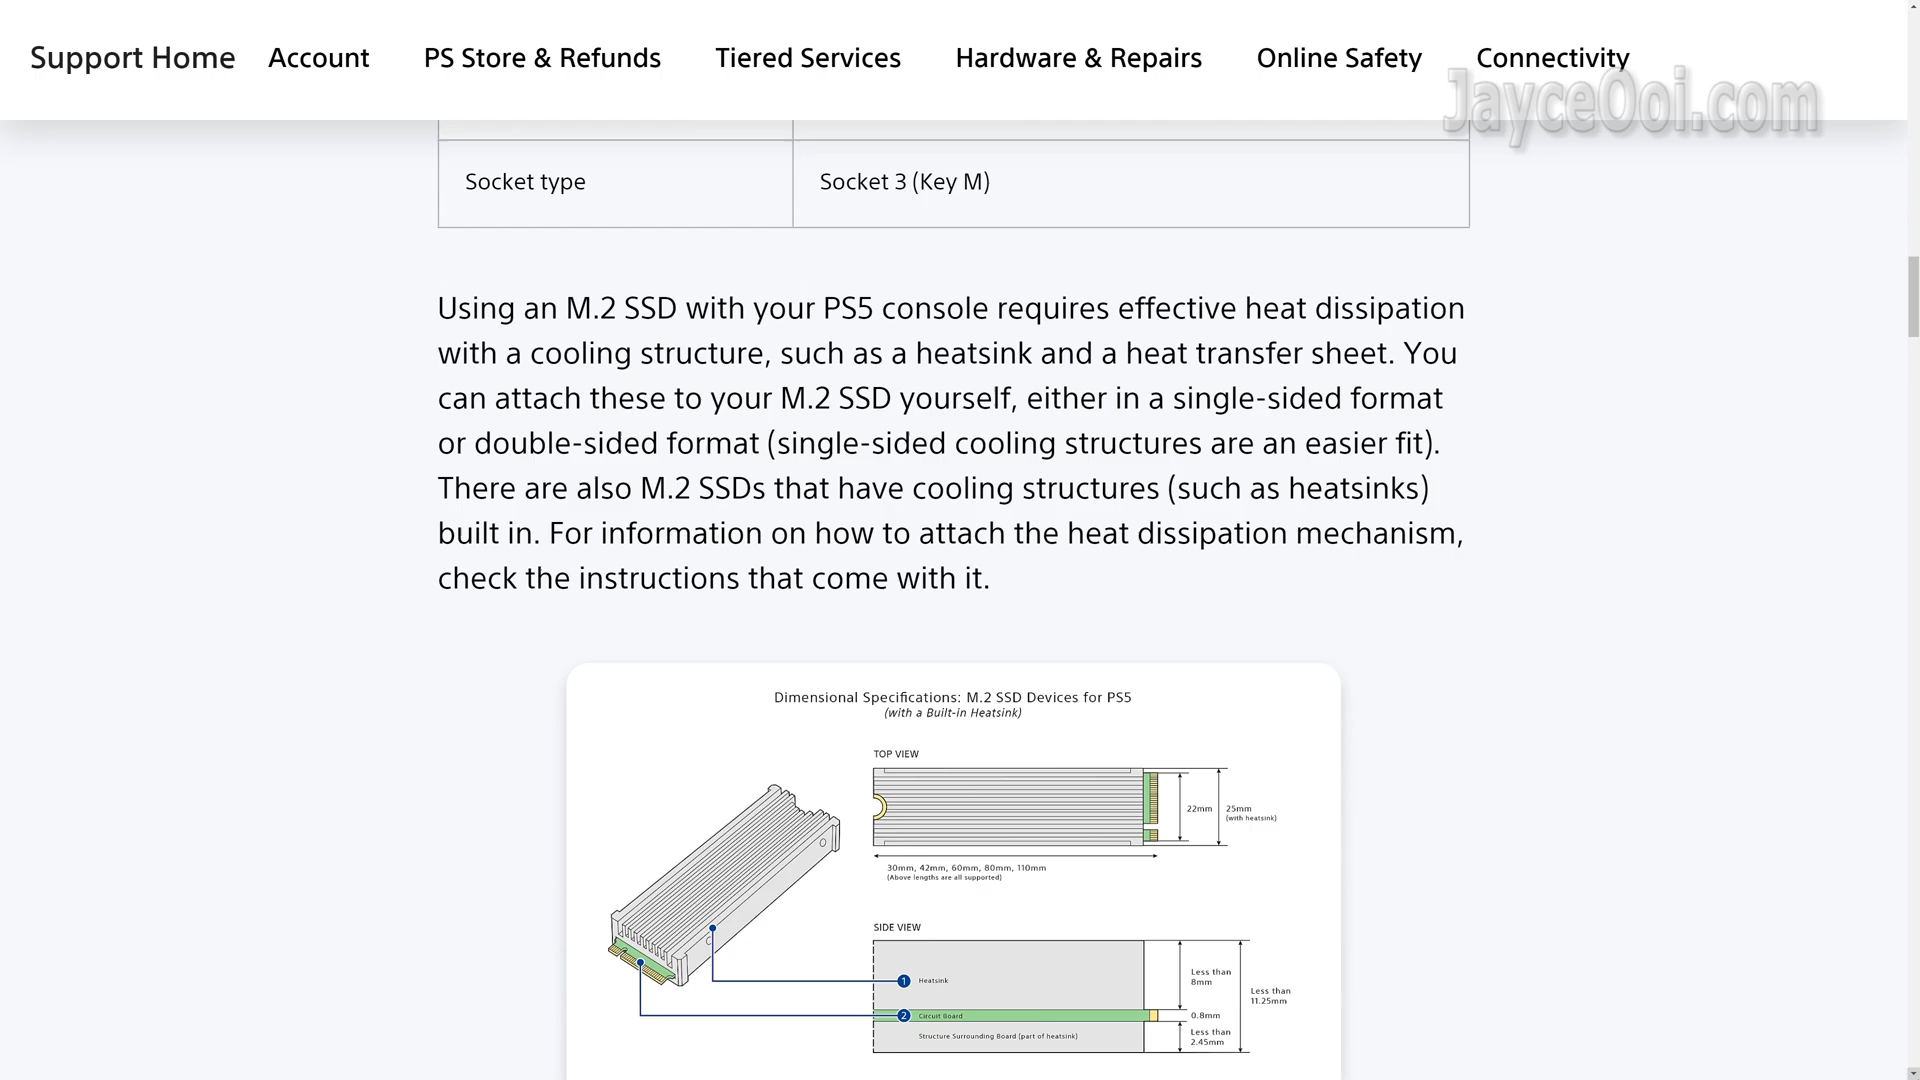 Support Home Account PS Store & Refunds Tiered Services Hardware & Repairs Online Safety Connectivity
JayceOoi.com
Socket type Socket 3 (Key M)
Using an M.2 SSD with your PS5 console requires effective heat dissipation
with a cooling structure, such as a heatsink and a heat transfer sheet. You
can attach these to your M.2 SSD yourself, either in a single-sided format
or double-sided format (single-sided cooling structures are an easier fit).
There are also M.2 SSDs that have cooling structures (such as heatsinks)
built in. For information on how to attach the heat dissipation mechanism,
check the instructions that come with it.
Dimensional Specifications: M.2 SSD Devices for PS5
(with a Built-in Heatsink)
TOP VIEW
22mm
25mm
(with heatsink)
30mm, 42mm, 60mm, 80mm, 110mm
(Above lengths are all supported)
SIDE VIEW
1 Heatsink
Less than
8mm
Less than
11.25mm
2 Circuit Board
0.8mm
Structure Surrounding Board (part of heatsink)
Less than
2.45mm